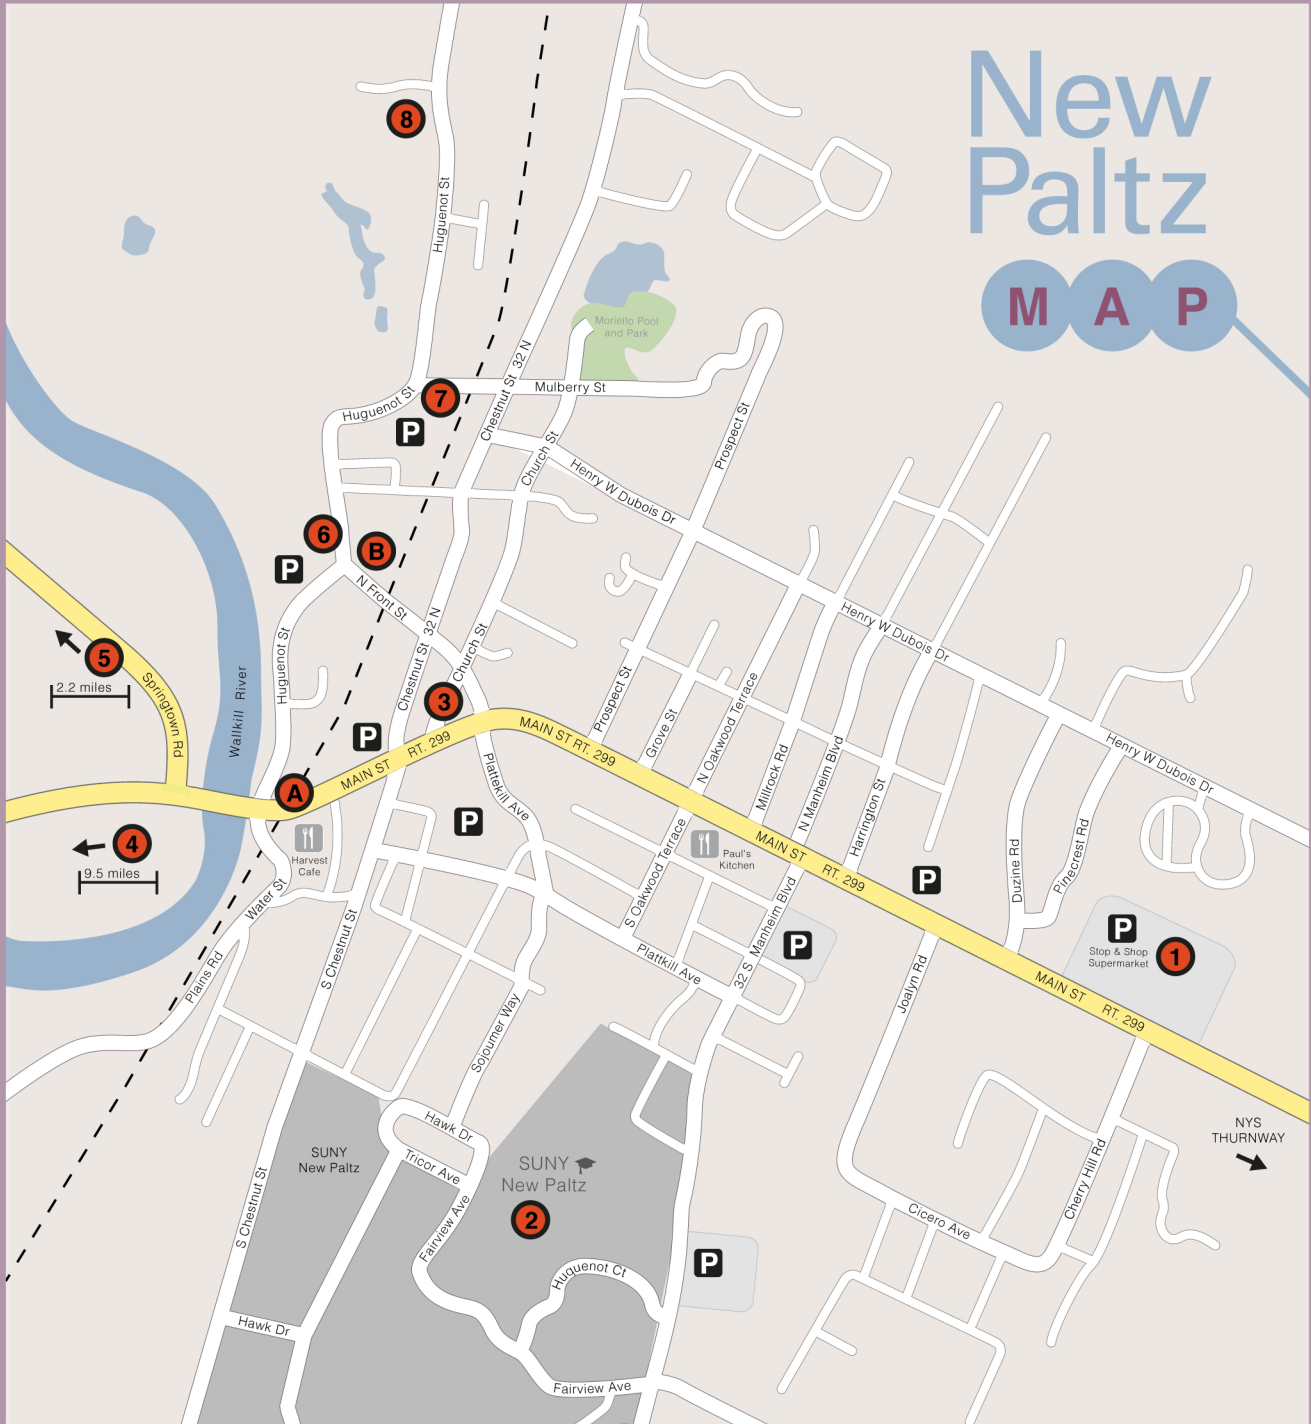 New
Paltz
M A P
8
Huguenot St
Moriello Pool
and Park
Chestnut St 32 N
Mulberry St
7
Huguenot St
P
Prospect St
Church St
Henry W Dubois Dr
6
B
P
N Front St
Henry W Dubois Dr
5
2.2 miles
Springtown Rd
Wallkill River
Huguenot St
Chestnut St 32 N
Church St
3
P
Prospect St
Grove St
N Oakwood Terrace
Millrock Rd
N Manheim Blvd
Harrington St
Henry W Dubois Dr
MAIN ST RT. 299
MAIN ST RT. 299
A
Plattekill Ave
P
4
9.5 miles
Harvest
Cafe
Paul's
Kitchen
MAIN ST RT. 299
P
Duzine Rd
Pinecrest Rd
Water St
S Oakwood Terrace
32 S Manheim Blvd
P
P
Stop & Shop
Supermarket
1
Plains Rd
S Chestnut St
Plattkill Ave
Joalyn Rd
MAIN ST RT. 299
Sojourner Way
Hawk Dr
Tricor Ave
SUNY
New Paltz
SUNY
New Paltz
2
NYS
THURNWAY
Cherry Hill Rd
S Chestnut St
Fairview Ave
Cicero Ave
Huguenot Ct
P
Hawk Dr
Fairview Ave